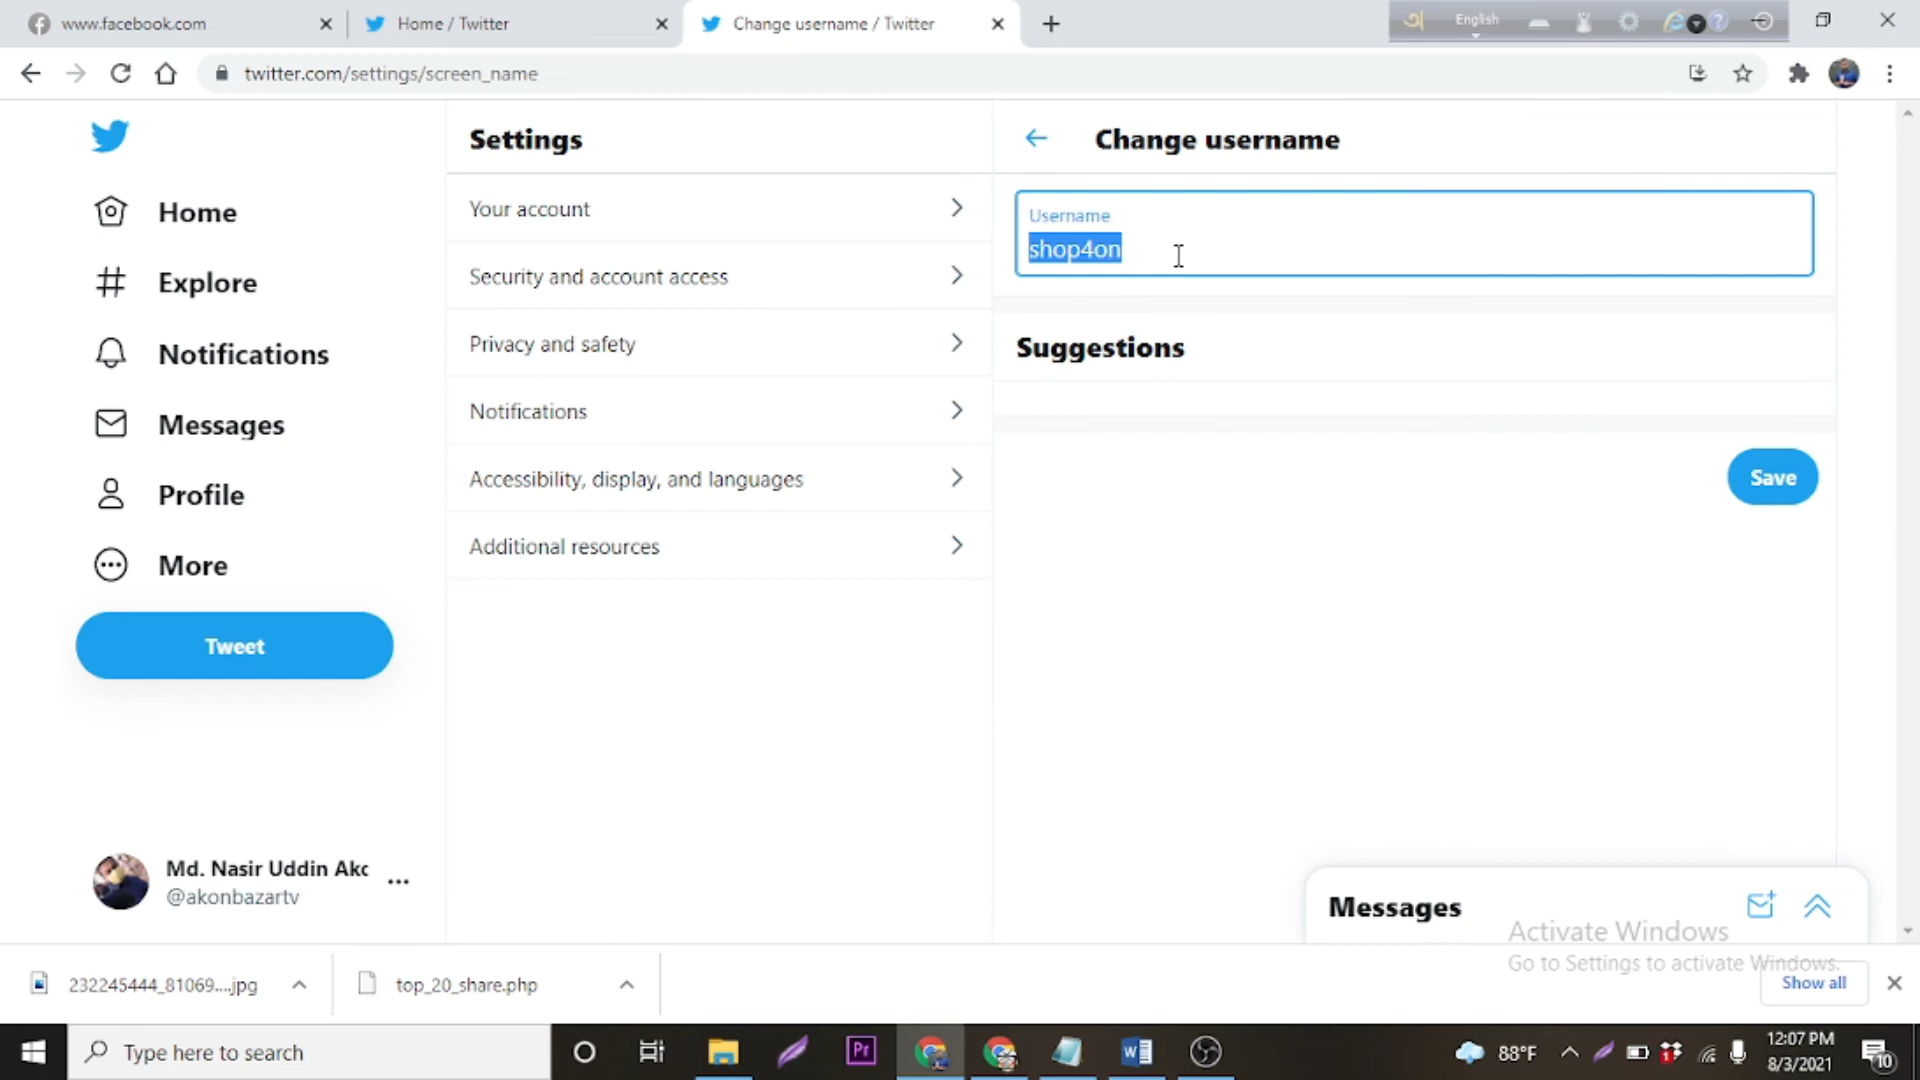 www.facebook.com
Home / Twitter
Change username / Twitter
English
twitter.com/settings/screen_name
Home
Explore
Notifications
Messages
Profile
More
Tweet
Md. Nasir Uddin Akc
@akonbazartv
Settings
Your account
Security and account access
Privacy and safety
Notifications
Accessibility, display, and languages
Additional resources
Change username
Username
shop4on
Suggestions
Save
Messages
Activate Windows
Go to Settings to activate Windows.
232245444_81069....jpg
top_20_share.php
Show all
Type here to search
Pr
88°F
12:07 PM
8/3/2021
10